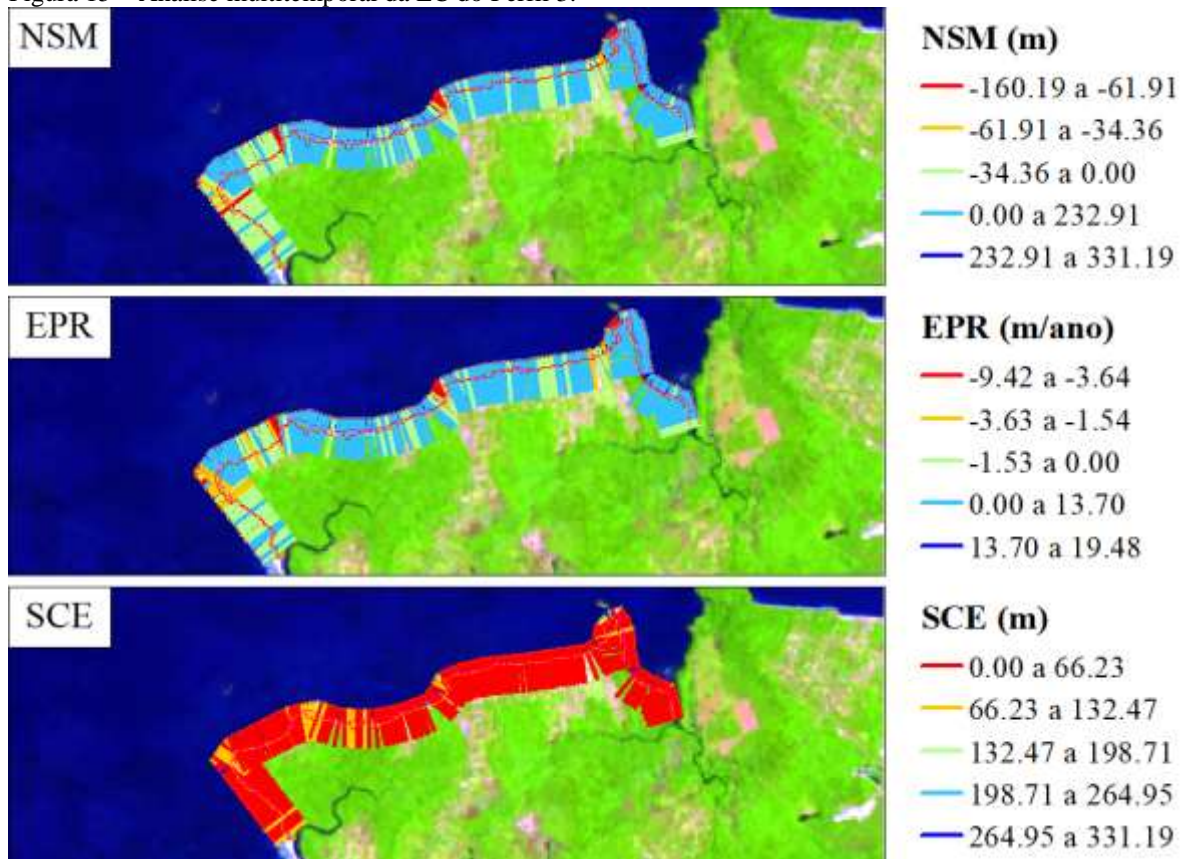 NSM
NSM (m)
-160.19 a -61.91
-61.91 a -34.36
-34.36 a 0.00
0.00 a 232.91
232.91 a 331.19
EPR
EPR (m/ano)
-9.42 a -3.64
-3.63 a -1.54
-1.53 a 0.00
0.00 a 13.70
13.70 a 19.48
SCE
SCE (m)
0.00 a 66.23
66.23 a 132.47
132.47 a 198.71
198.71 a 264.95
264.95 a 331.19